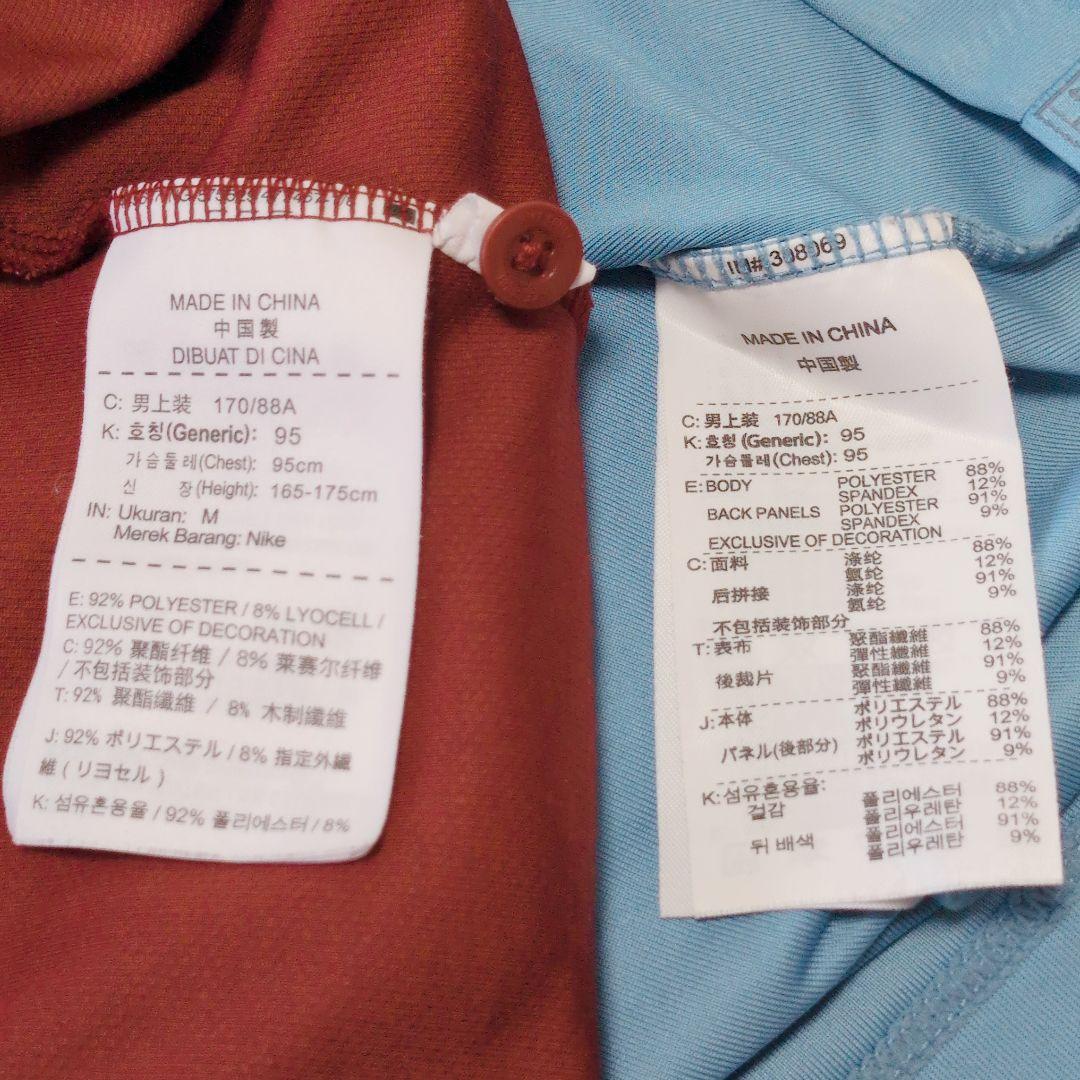 MADE IN CHINA
中国製
DIBUAT DI CINA
C: 男上装 170/88A
K: 호칭(Generic): 95
가슴둘레(Chest): 95cm
신 장(Height): 165-175cm
IN: Ukuran: M
Merek Barang: Nike
E: 92% POLYESTER / 8% LYOCELL /
EXCLUSIVE OF DECORATION
C: 92% 聚酯纤维 / 8% 莱赛尔纤维
/ 不包括装饰部分
T: 92% 聚酯纖維 / 8% 木制纖維
J: 92% ポリエステル / 8% 指定外繊
維 ( リヨセル )
K: 섬유혼용율 / 92% 폴리에스터 / 8%
308069
MADE IN CHINA
中国製
C: 男上装 170/88A
K: 호칭(Generic): 95
가슴둘레(Chest): 95
E: BODY POLYESTER 88%
SPANDEX 12%
BACK PANELS POLYESTER 91%
SPANDEX 9%
EXCLUSIVE OF DECORATION
C: 面料 涤纶 88%
氨纶 12%
后拼接 涤纶 91%
氨纶 9%
不包括装饰部分
T: 表布 聚酯纖維 88%
彈性纖維 12%
後裁片 聚酯纖維 91%
彈性纖維 9%
J: 本体 ポリエステル 88%
ポリウレタン 12%
パネル(後部分) ポリエステル 91%
ポリウレタン 9%
K: 섬유혼용율: 폴리에스터 88%
겉감 폴리우레탄 12%
폴리에스터 91%
뒤 배색 폴리우레탄 9%